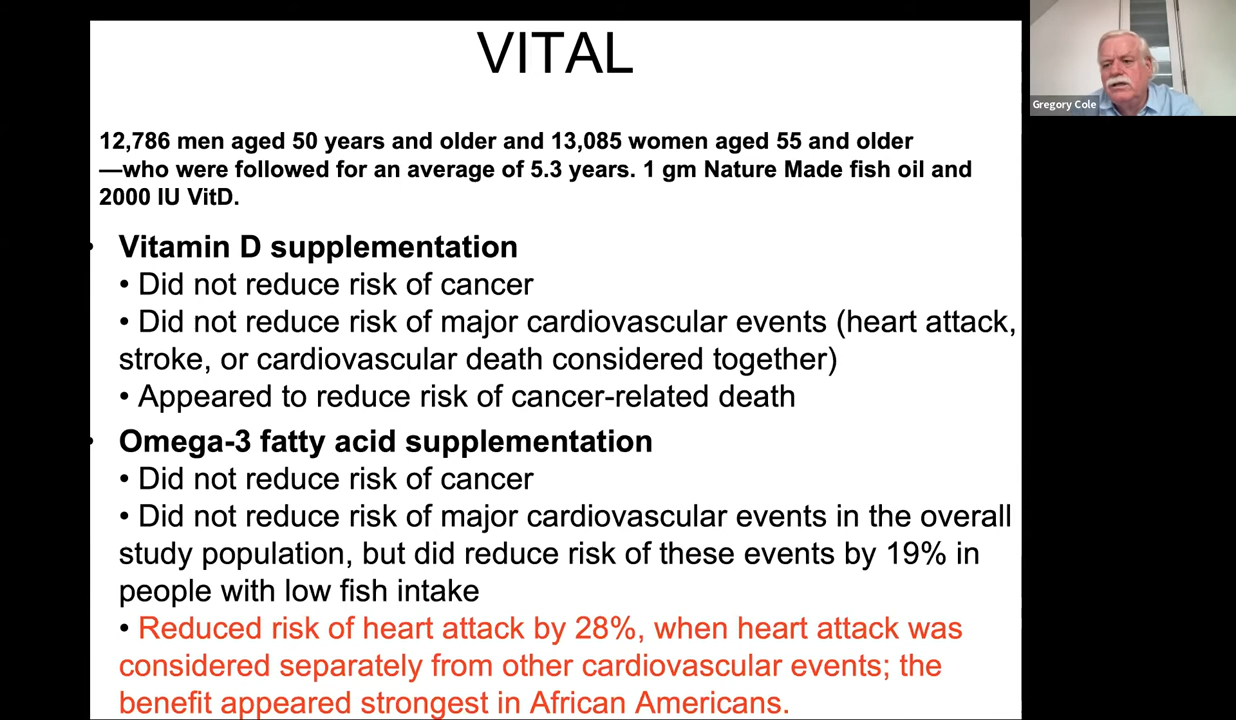 VITAL
Gregory Cole
12,786 men aged 50 years and older and 13,085 women aged 55 and older
—who were followed for an average of 5.3 years. 1 gm Nature Made fish oil and
2000 IU VitD.
• Vitamin D supplementation
• Did not reduce risk of cancer
• Did not reduce risk of major cardiovascular events (heart attack,
stroke, or cardiovascular death considered together)
• Appeared to reduce risk of cancer-related death
• Omega-3 fatty acid supplementation
• Did not reduce risk of cancer
• Did not reduce risk of major cardiovascular events in the overall
study population, but did reduce risk of these events by 19% in
people with low fish intake
• Reduced risk of heart attack by 28%, when heart attack was
considered separately from other cardiovascular events; the
benefit appeared strongest in African Americans.